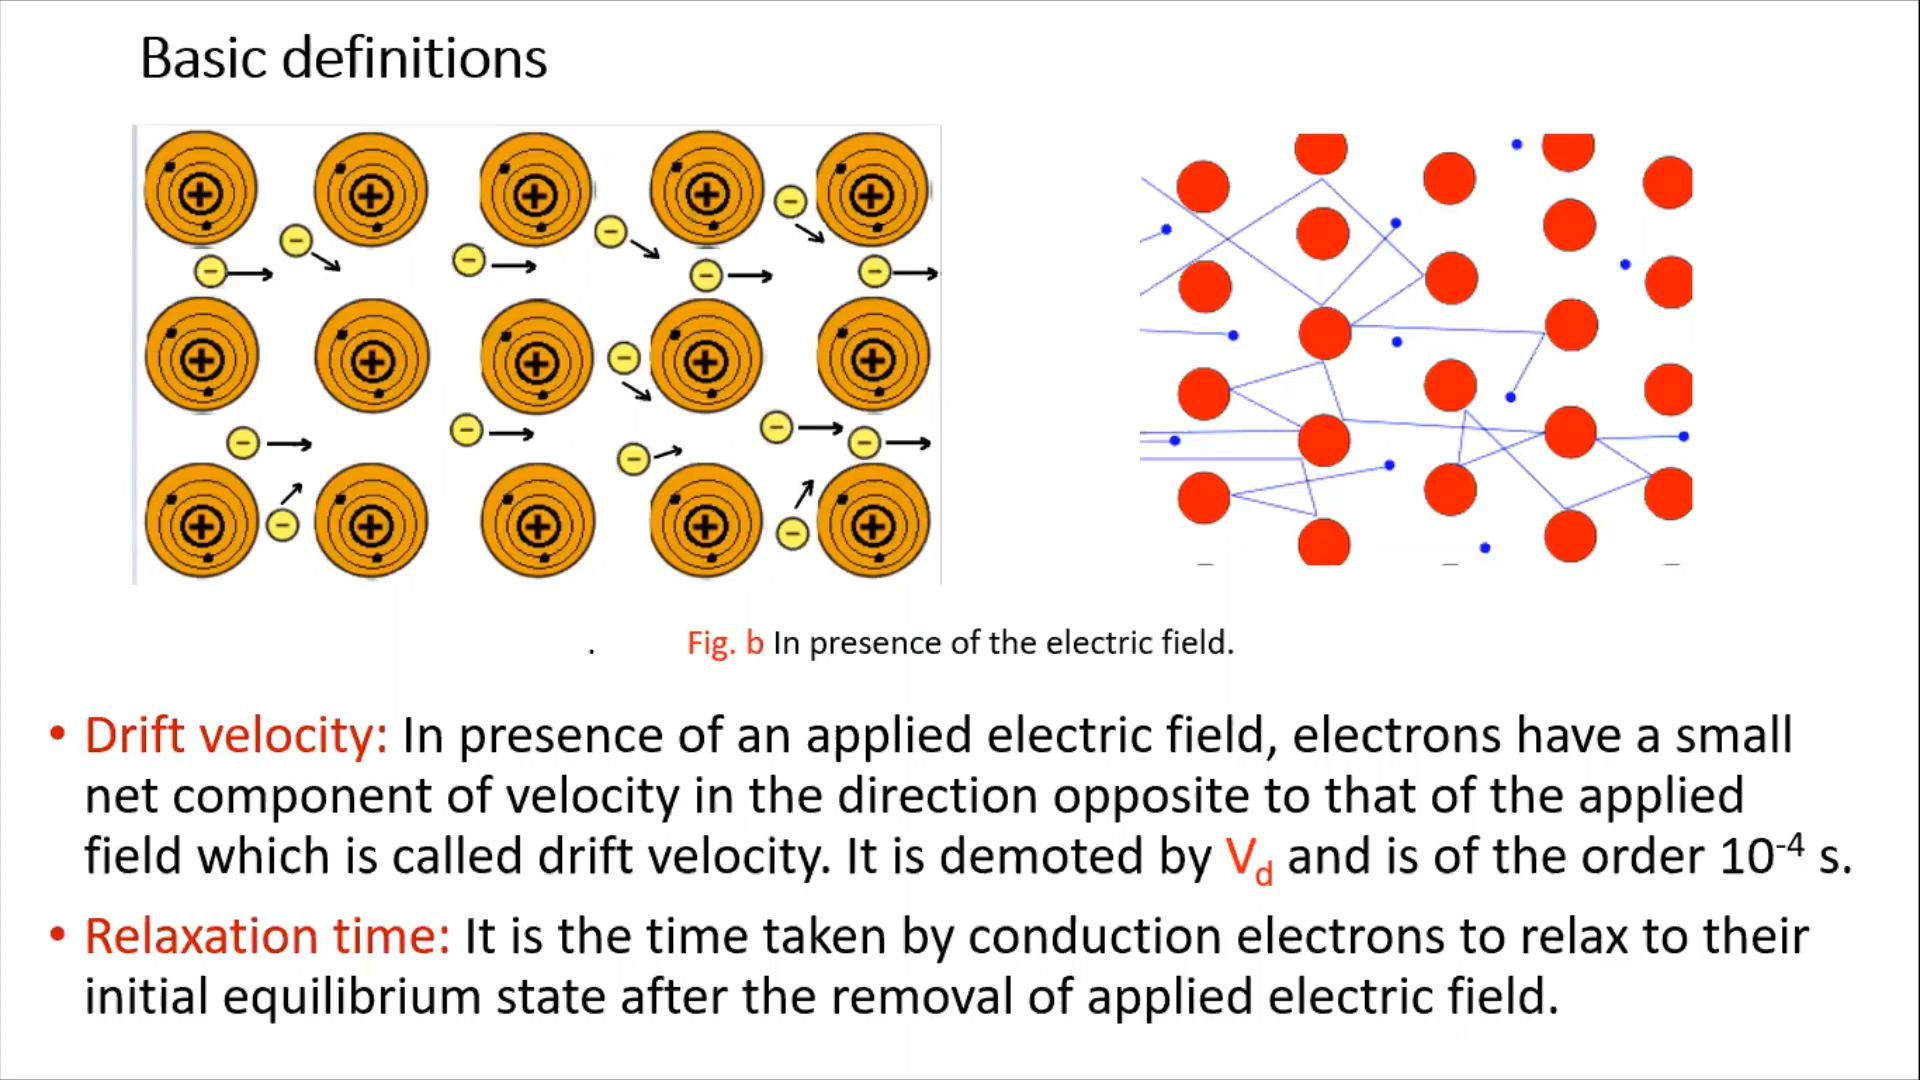 Basic definitions
. Fig. b In presence of the electric field.
• Drift velocity: In presence of an applied electric field, electrons have a small
net component of velocity in the direction opposite to that of the applied
field which is called drift velocity. It is demoted by Vd and is of the order 10-4 s.
• Relaxation time: It is the time taken by conduction electrons to relax to their
initial equilibrium state after the removal of applied electric field.